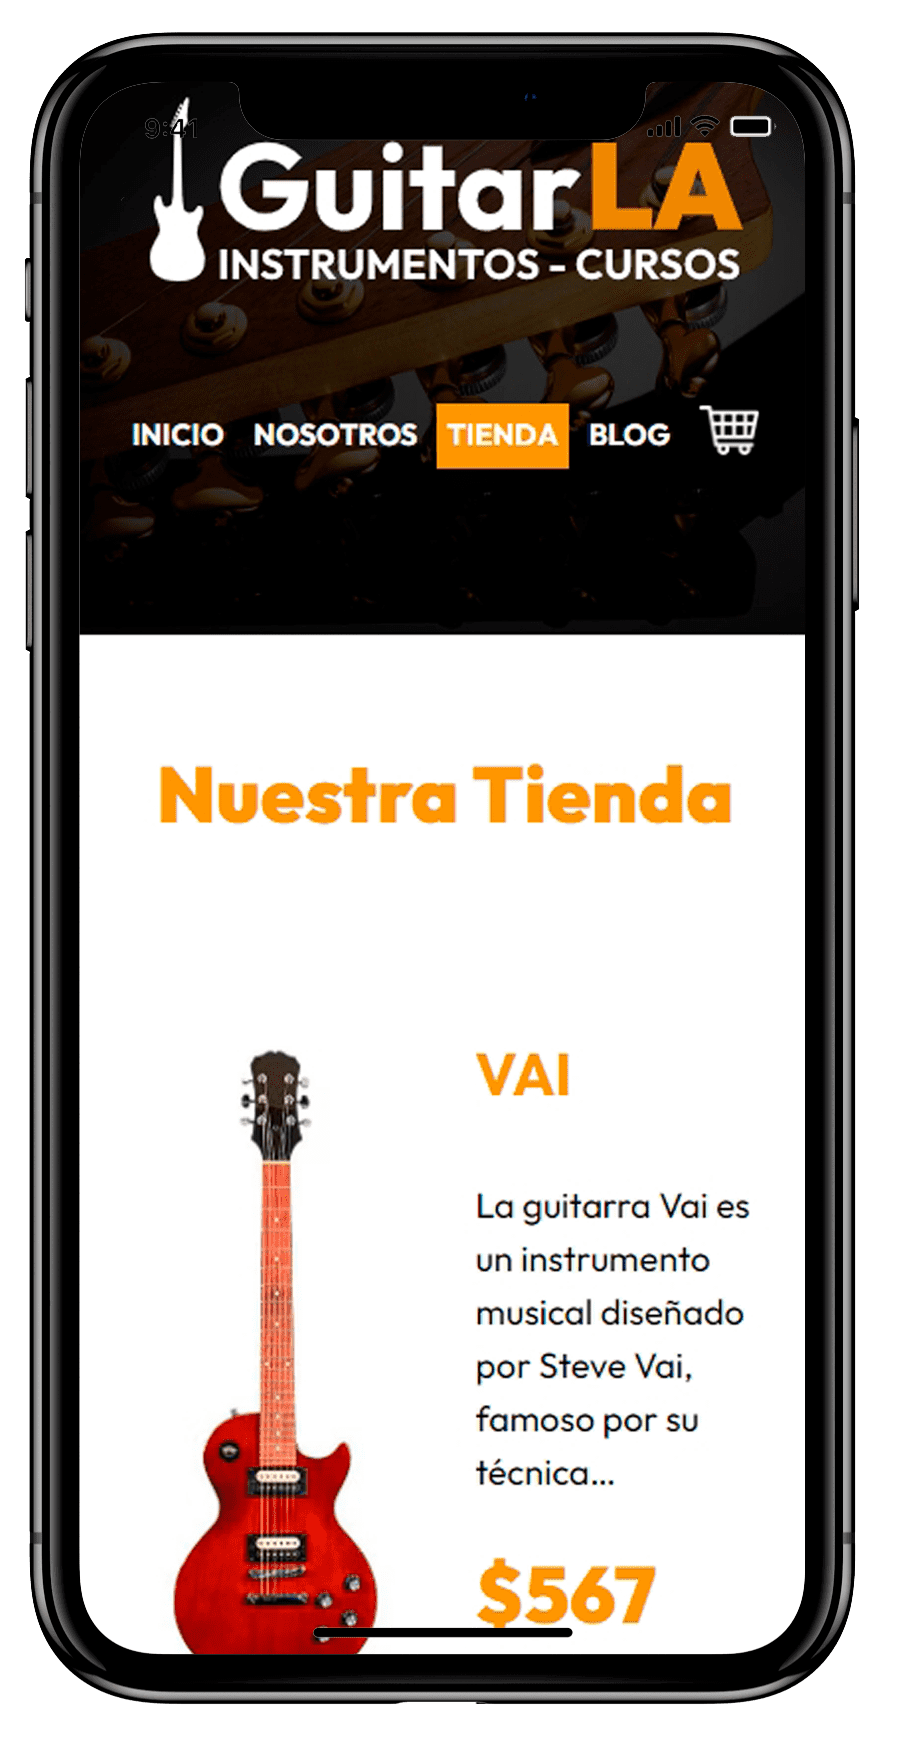 9:41
GuitarLA
INSTRUMENTOS - CURSOS
INICIO NOSOTROS TIENDA BLOG
Nuestra Tienda
VAI
La guitarra Vai es
un instrumento
musical diseñado
por Steve Vai,
famoso por su
técnica...
$567